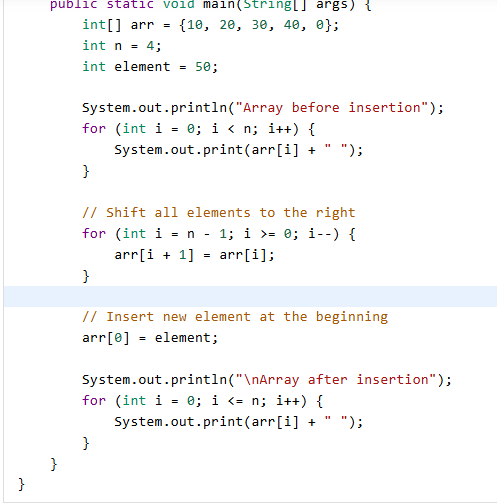 public static void main(String[] args) {
int[] arr = {10, 20, 30, 40, 0};
int n = 4;
int element = 50;
System.out.println("Array before insertion");
for (int i = 0; i < n; i++) {
System.out.print(arr[i] + " ");
}
// Shift all elements to the right
for (int i = n - 1; i >= 0; i--) {
arr[i + 1] = arr[i];
}
// Insert new element at the beginning
arr[0] = element;
System.out.println("\nArray after insertion");
for (int i = 0; i <= n; i++) {
System.out.print(arr[i] + " ");
}
}
}